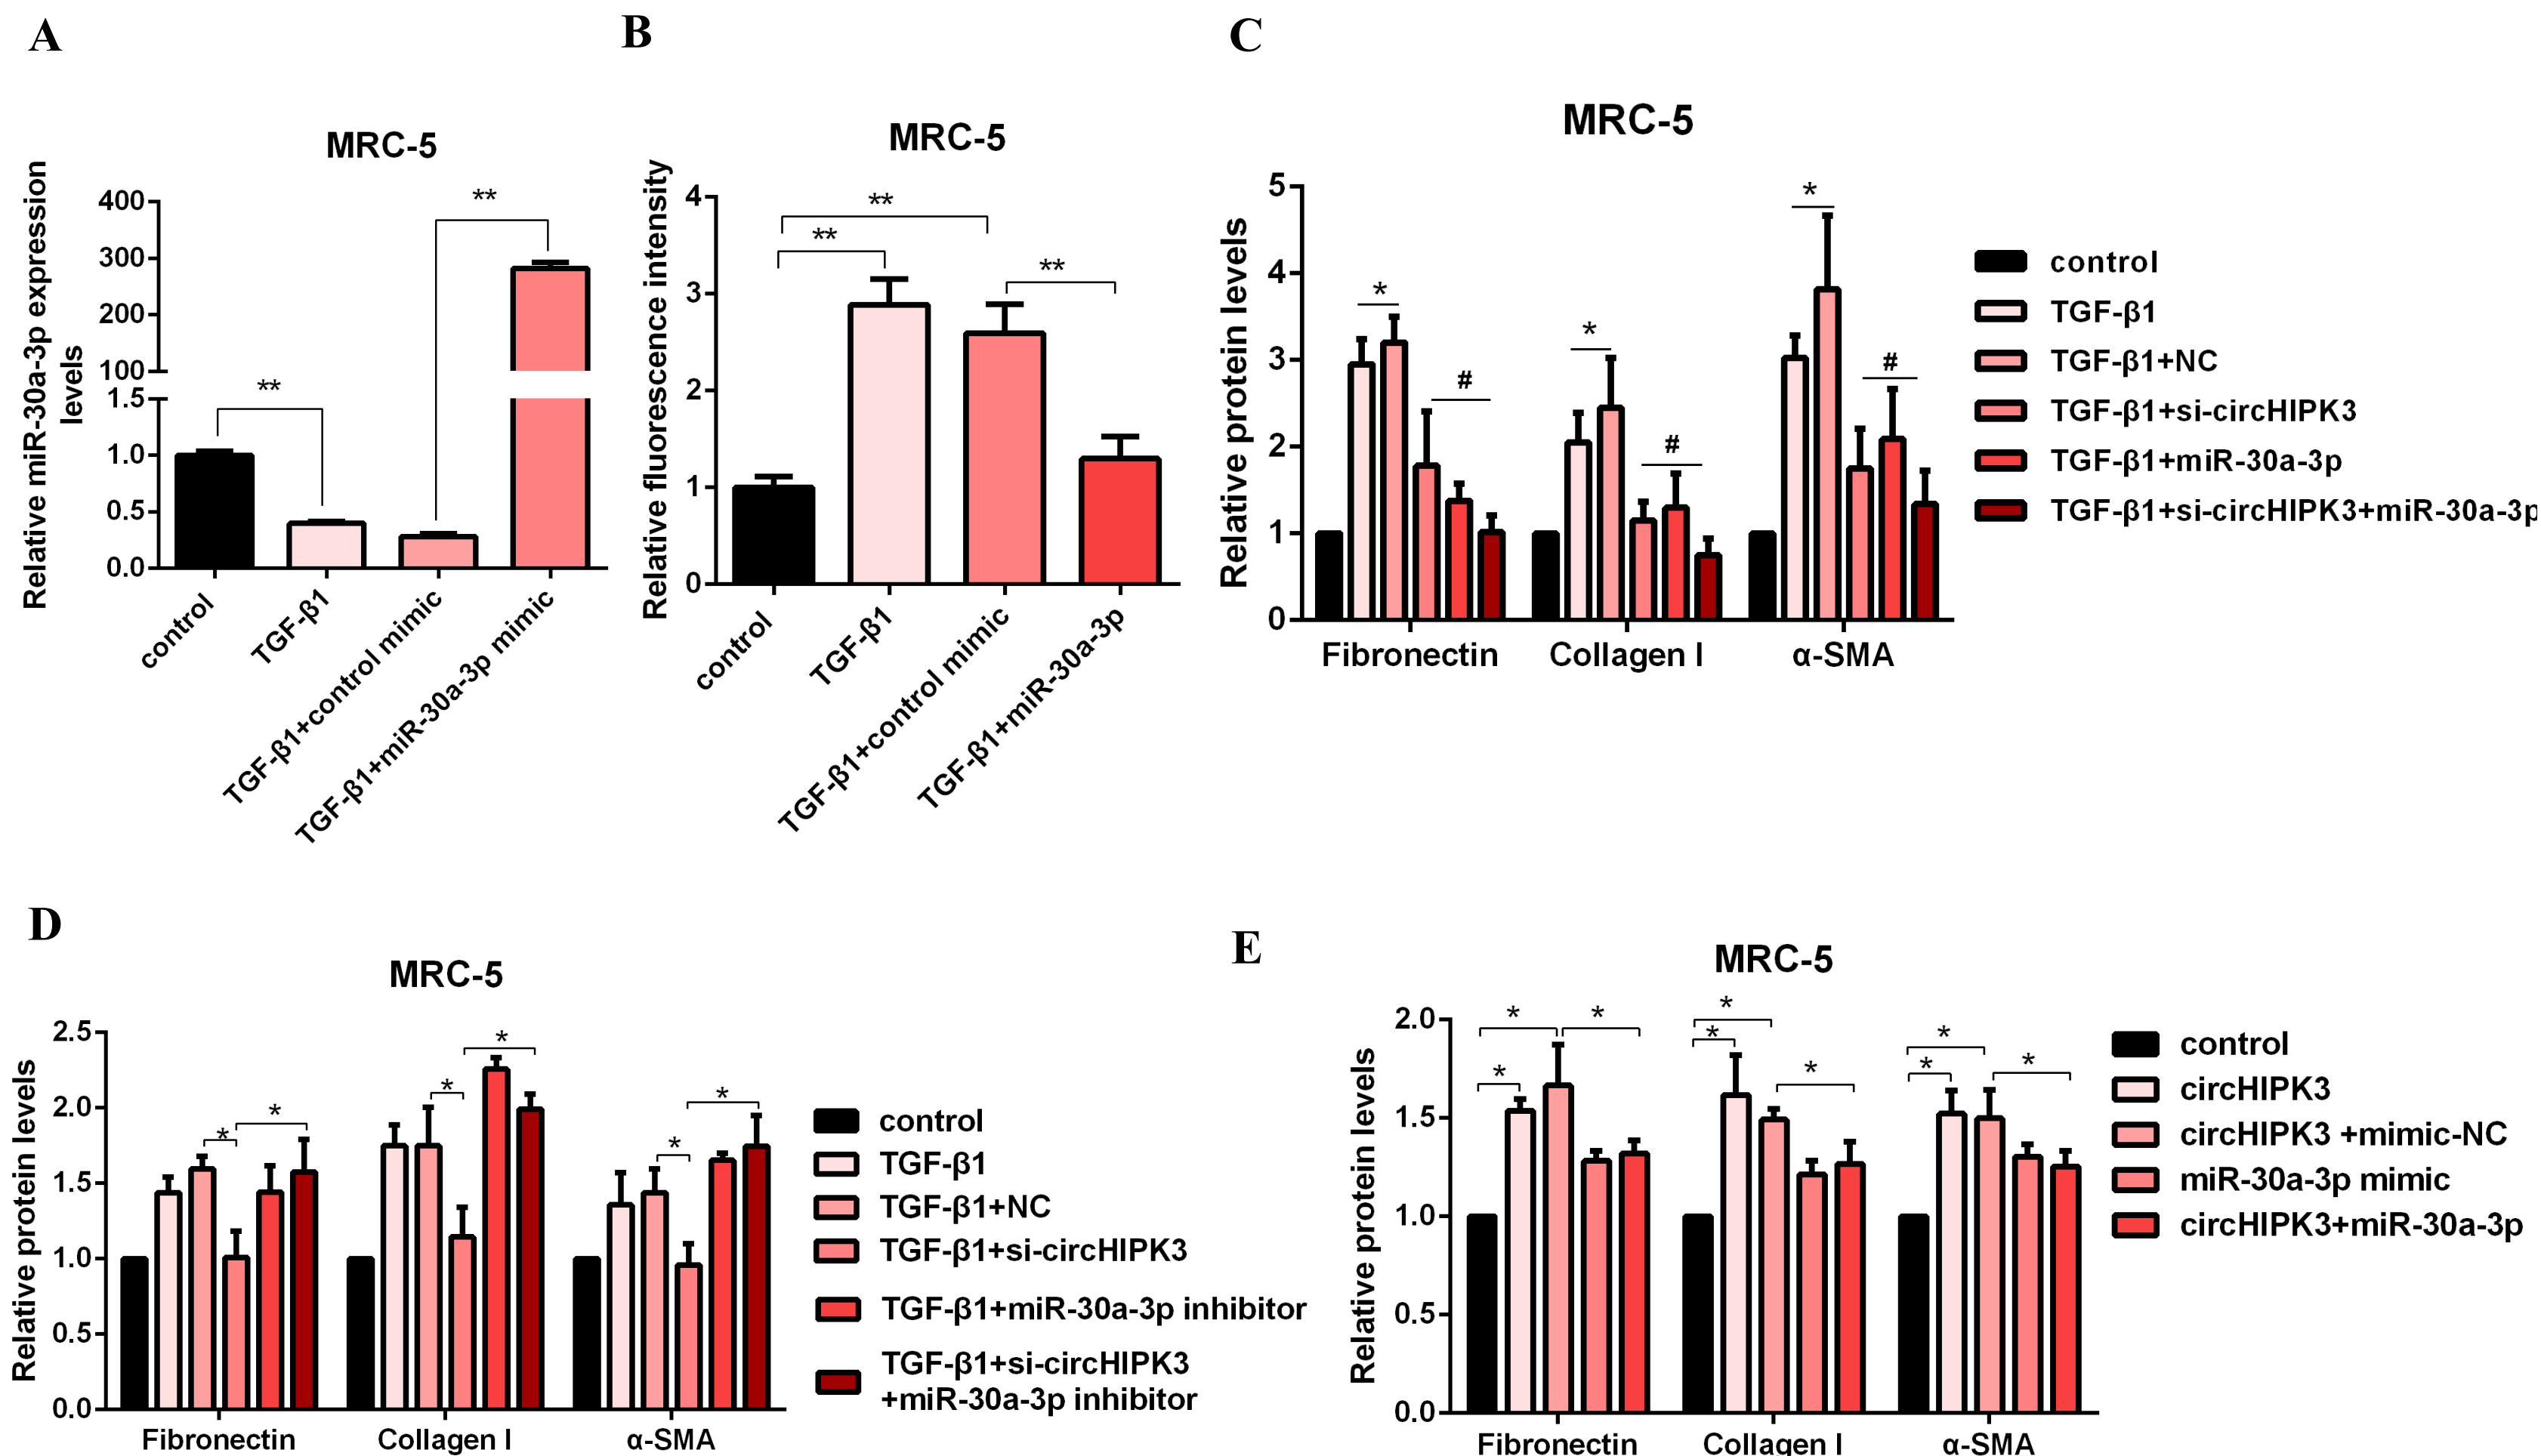 A
MRC-5
Relative miR-30a-3p expression
levels
400
300
200
100
1.5
1.0
0.5
0.0
**
**
control
TGF-β1
TGF-β1+control mimic
TGF-β1+miR-30a-3p mimic
B
MRC-5
Relative fluorescence intensity
4
3
2
1
0
**
**
**
control
TGF-β1
TGF-β1+control mimic
TGF-β1+miR-30a-3p
C
MRC-5
Relative protein levels
5
4
3
2
1
0
*
#
*
#
*
#
Fibronectin
Collagen I
α-SMA
control
TGF-β1
TGF-β1+NC
TGF-β1+si-circHIPK3
TGF-β1+miR-30a-3p
TGF-β1+si-circHIPK3+miR-30a-3p
D
MRC-5
Relative protein levels
2.5
2.0
1.5
1.0
0.5
0.0
*
*
*
*
*
*
Fibronectin
Collagen I
α-SMA
control
TGF-β1
TGF-β1+NC
TGF-β1+si-circHIPK3
TGF-β1+miR-30a-3p inhibitor
TGF-β1+si-circHIPK3
+miR-30a-3p inhibitor
E
MRC-5
Relative protein levels
2.0
1.5
1.0
0.5
0.0
*
*
*
*
*
*
*
*
*
Fibronectin
Collagen I
α-SMA
control
circHIPK3
circHIPK3 +mimic-NC
miR-30a-3p mimic
circHIPK3+miR-30a-3p